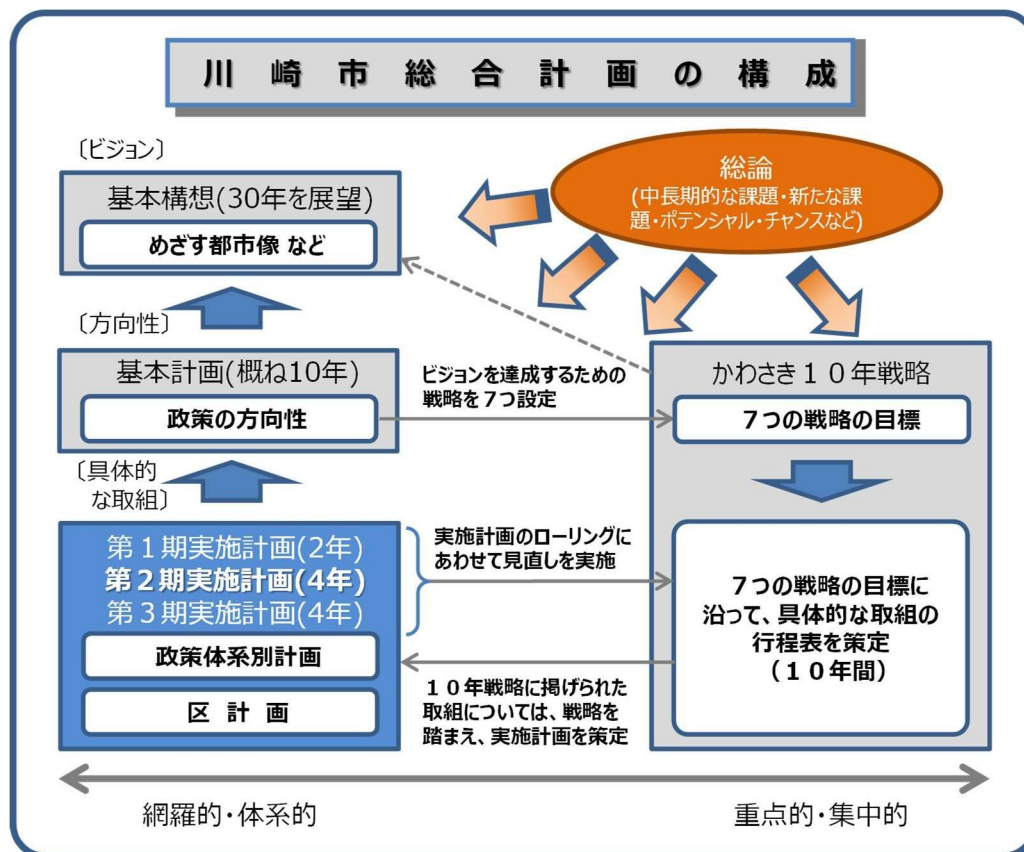 川崎市総合計画の構成
〔ビジョン〕
基本構想(30年を展望)
めざす都市像 など
総論
(中長期的な課題・新たな課
題・ポテンシャル・チャンスなど)
〔方向性〕
基本計画(概ね10年)
政策の方向性
ビジョンを達成するための
戦略を7つ設定
かわさき10年戦略
7つの戦略の目標
〔具体的
な取組〕
第1期実施計画(2年)
第2期実施計画(4年)
第3期実施計画(4年)
政策体系別計画
区 計 画
実施計画のローリングに
あわせて見直しを実施
10年戦略に掲げられた
取組については、戦略を
踏まえ、実施計画を策定
7つの戦略の目標に
沿って、具体的な取組の
行程表を策定
(10年間)
網羅的・体系的
重点的・集中的